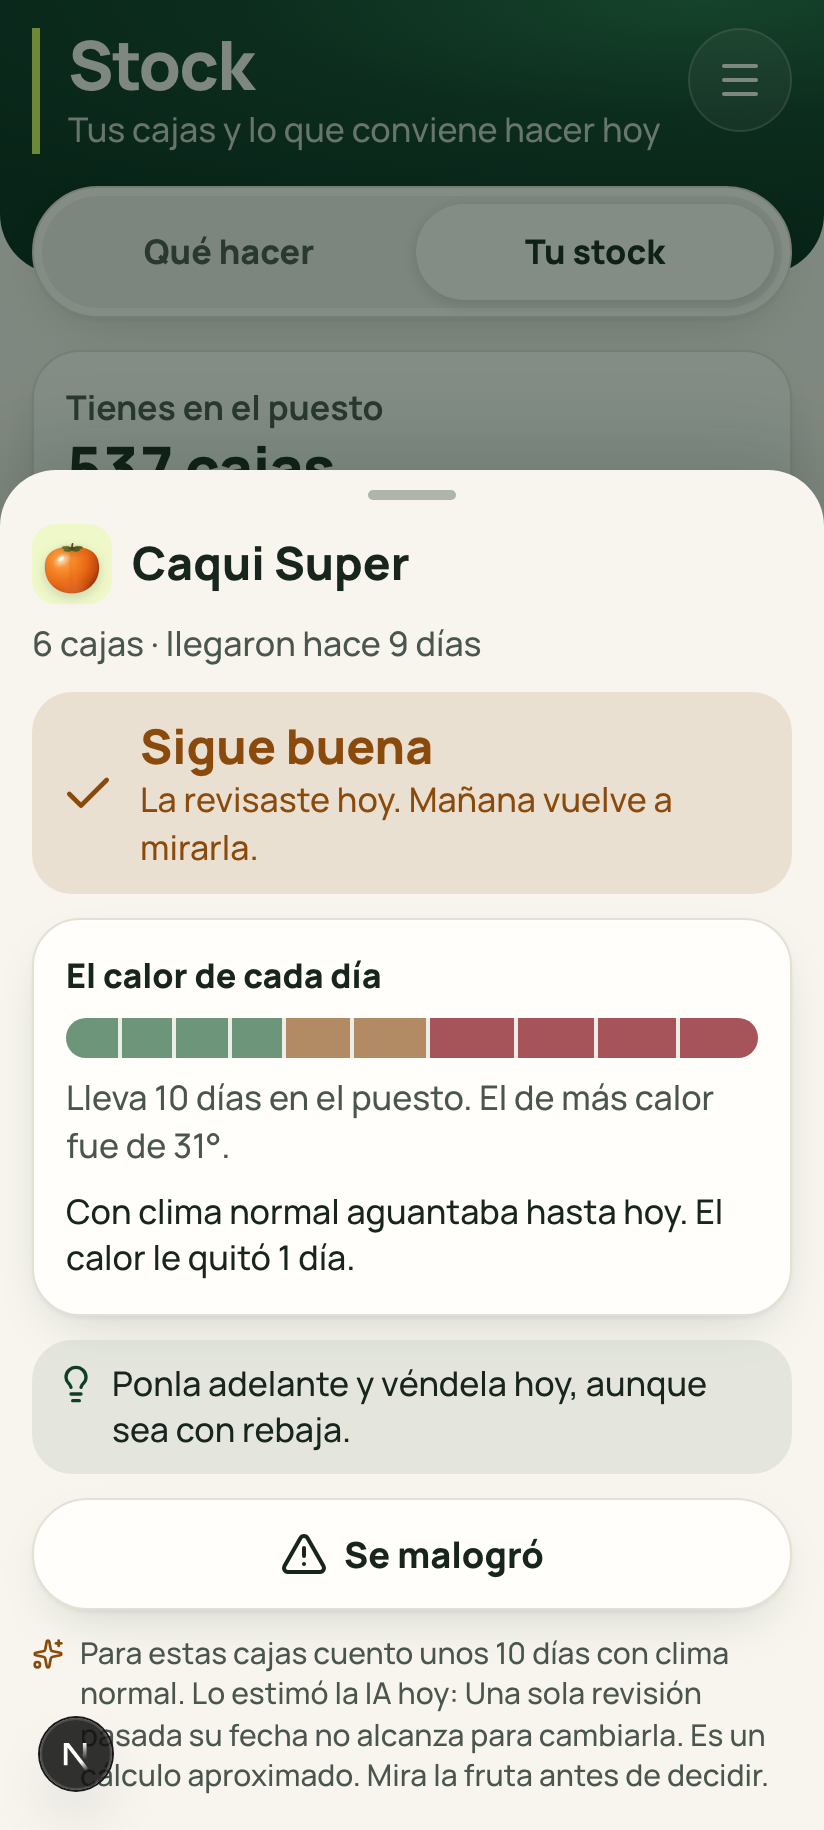 Stock
Tus cajas y lo que conviene hacer hoy
Qué hacer
Tu stock
Tienes en el puesto
537 cajas
Caqui Super
6 cajas · llegaron hace 9 días
Sigue buena
La revisaste hoy. Mañana vuelve a
mirarla.
El calor de cada día
Lleva 10 días en el puesto. El de más calor
fue de 31°.
Con clima normal aguantaba hasta hoy. El
calor le quitó 1 día.
Ponla adelante y véndela hoy, aunque
sea con rebaja.
Se malogró
Para estas cajas cuento unos 10 días con clima
normal. Lo estimó la IA hoy: Una sola revisión
pasada su fecha no alcanza para cambiarla. Es un
cálculo aproximado. Mira la fruta antes de decidir.
N